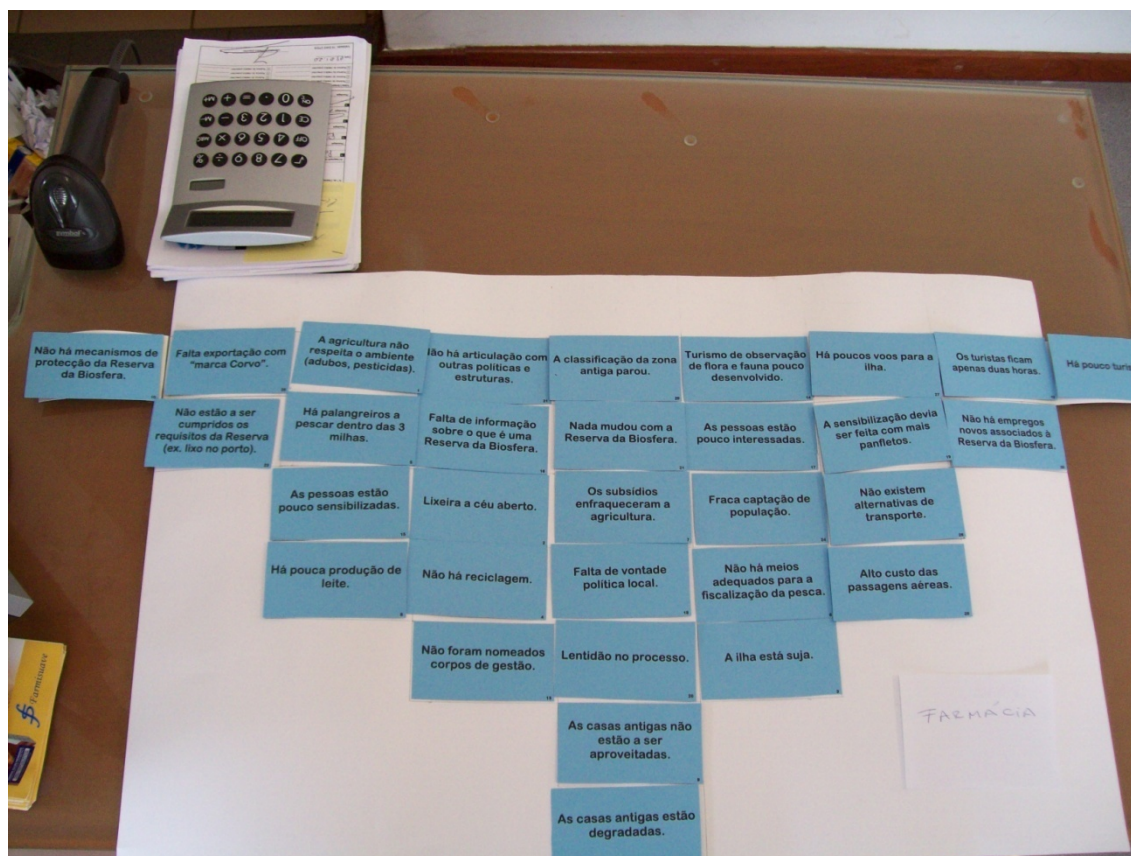 FARMÁCIA
Farmisuave
Não há mecanismos de
protecção da Reserva
da Biosfera.
Falta exportação com
"marca Corvo".
A agricultura não
respeita o ambiente
(adubos, pesticidas).
Não há articulação com
outras políticas e
estruturas.
A classificação da zona
antiga parou.
Turismo de observação
de flora e fauna pouco
desenvolvido.
Há poucos voos para a
ilha.
Os turistas ficam
apenas duas horas.
Há pouco turis
Não estão a ser
cumpridos os
requisitos da Reserva
(ex. lixo no porto).
Há palangreiros a
pescar dentro das 3
milhas.
Falta de informação
sobre o que é uma
Reserva da Biosfera.
Nada mudou com a
Reserva da Biosfera.
As pessoas estão
pouco interessadas.
A sensibilização devia
ser feita com mais
panfletos.
Não há empregos
novos associados à
Reserva da Biosfera.
As pessoas estão
pouco sensibilizadas.
Lixeira a céu aberto.
Os subsídios
enfraqueceram a
agricultura.
Fraca captação de
população.
Não existem
alternativas de
transporte.
Há pouca produção de
leite.
Não há reciclagem.
Falta de vontade
política local.
Não há meios
adequados para a
fiscalização da pesca.
Alto custo das
passagens aéreas.
Não foram nomeados
corpos de gestão.
Lentidão no processo.
A ilha está suja.
As casas antigas não
estão a ser
aproveitadas.
As casas antigas estão
degradadas.